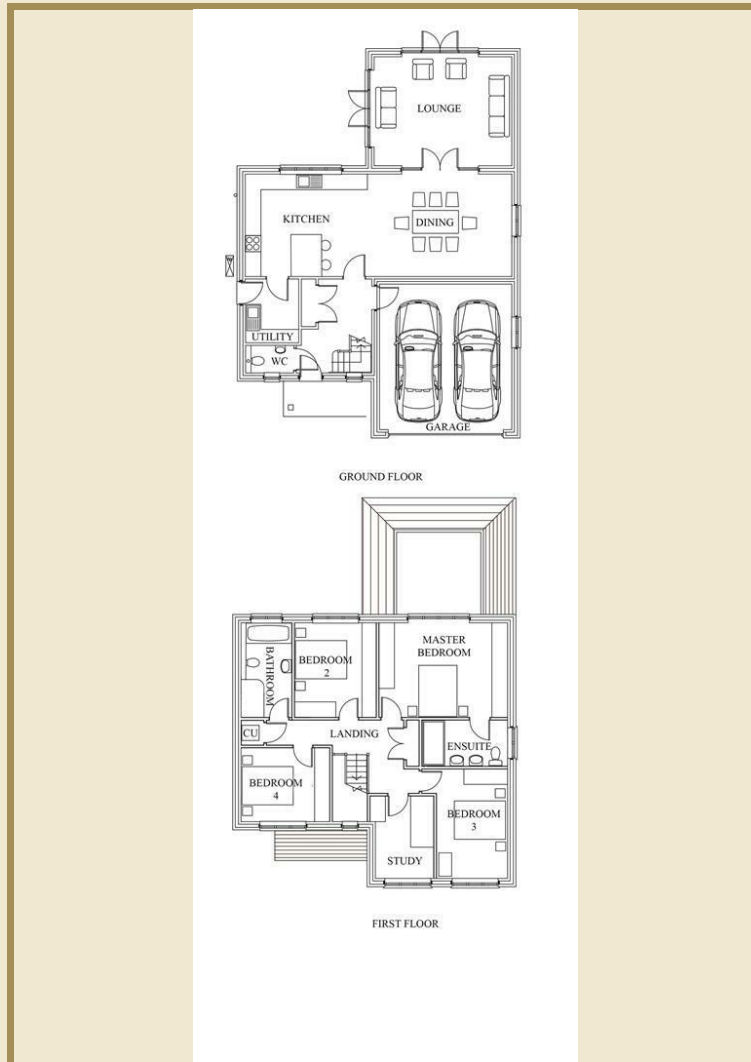 LOUNGE
KITCHEN
DINING
UTILITY
WC
GARAGE
GROUND FLOOR
MASTER
BEDROOM
BEDROOM
2
BATHROOM
LANDING
CU
ENSUITE
BEDROOM
4
BEDROOM
3
STUDY
FIRST FLOOR